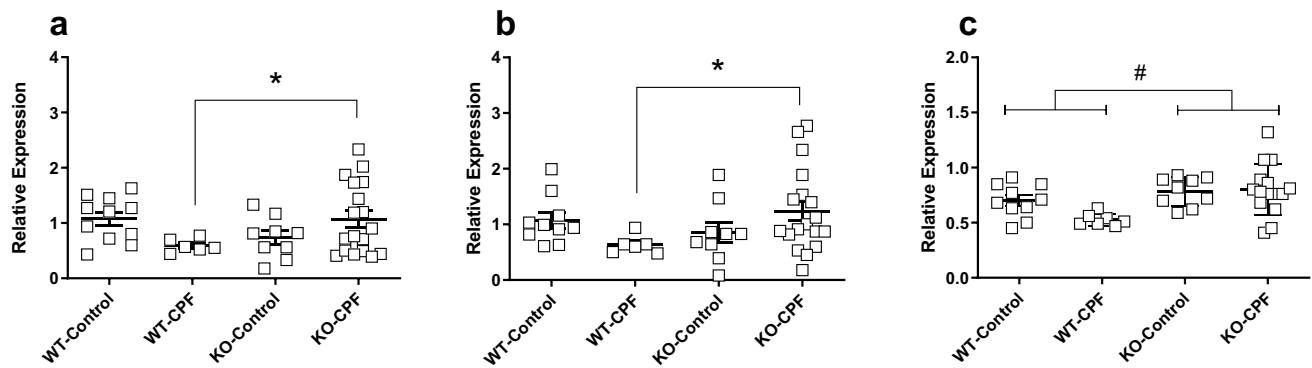 a
Relative Expression
4
3
2
1
0
*
WT-Control
WT-CPF
KO-Control
KO-CPF
b
Relative Expression
4
3
2
1
0
*
WT-Control
WT-CPF
KO-Control
KO-CPF
c
Relative Expression
2.0
1.5
1.0
0.5
0.0
#
WT-Control
WT-CPF
KO-Control
KO-CPF